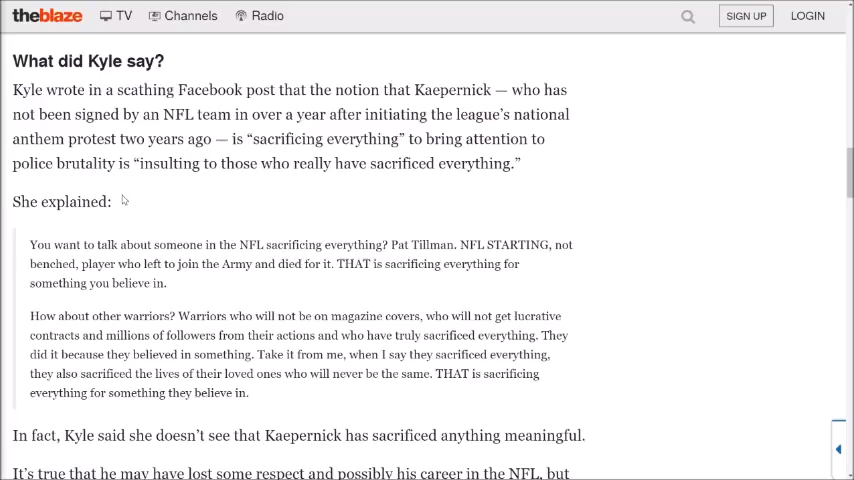 theblaze TV Channels Radio SIGN UP LOGIN
What did Kyle say?
Kyle wrote in a scathing Facebook post that the notion that Kaepernick — who has
not been signed by an NFL team in over a year after initiating the league’s national
anthem protest two years ago — is “sacrificing everything” to bring attention to
police brutality is “insulting to those who really have sacrificed everything.”
She explained:
You want to talk about someone in the NFL sacrificing everything? Pat Tillman. NFL STARTING, not
benched, player who left to join the Army and died for it. THAT is sacrificing everything for
something you believe in.
How about other warriors? Warriors who will not be on magazine covers, who will not get lucrative
contracts and millions of followers from their actions and who have truly sacrificed everything. They
did it because they believed in something. Take it from me, when I say they sacrificed everything,
they also sacrificed the lives of their loved ones who will never be the same. THAT is sacrificing
everything for something they believe in.
In fact, Kyle said she doesn’t see that Kaepernick has sacrificed anything meaningful.
It’s true that he may have lost some respect and possibly his career in the NFL, but